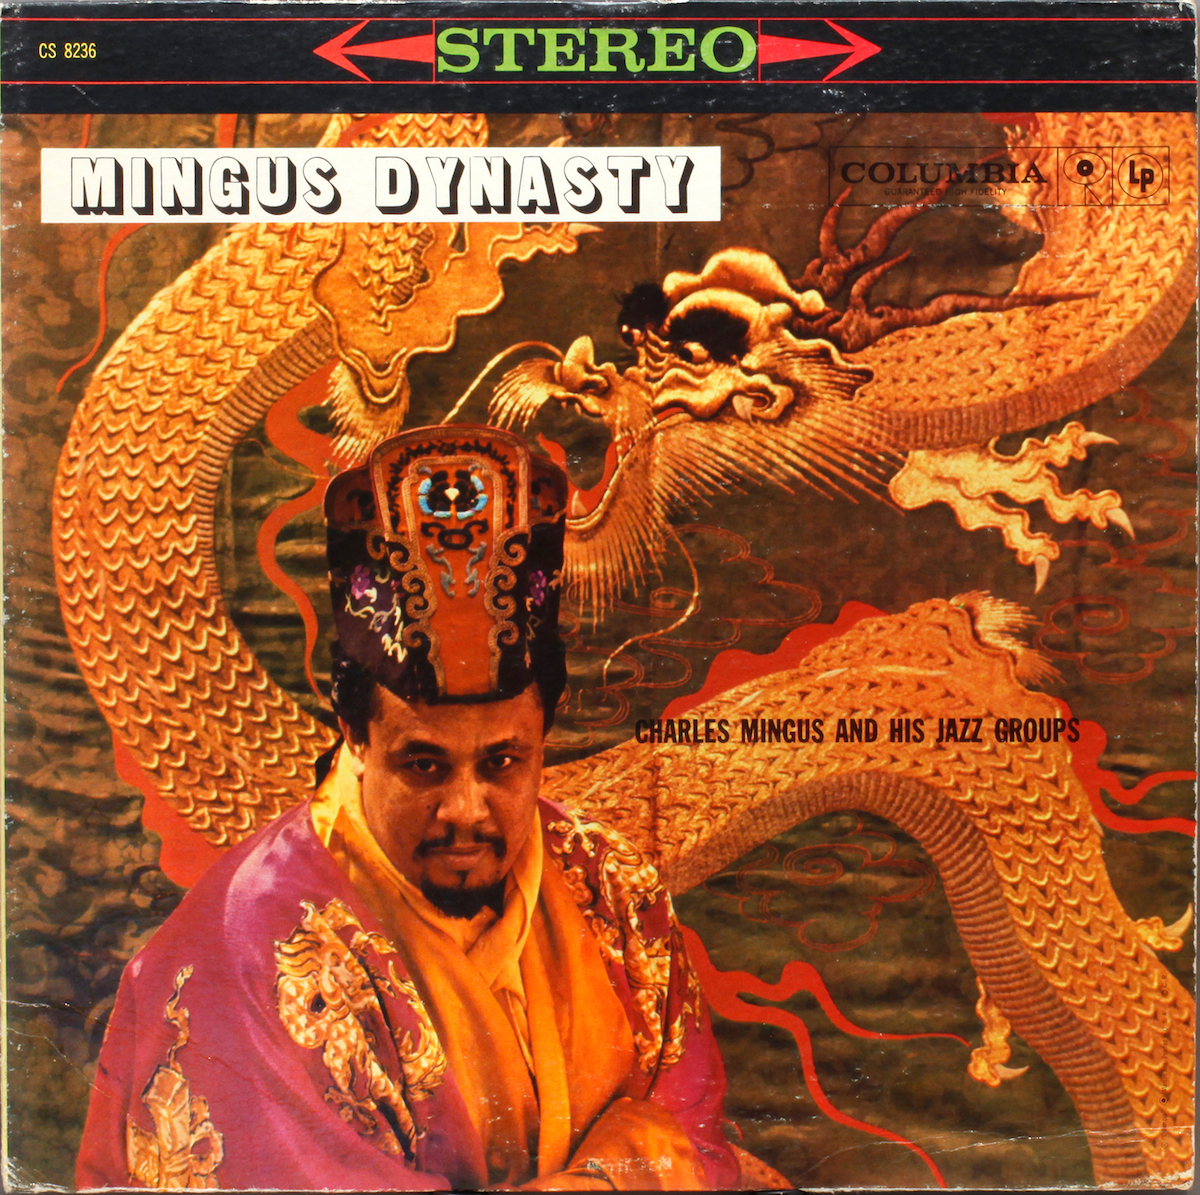 CS 8236
STEREO
MINGUS DYNASTY
COLUMBIA
GUARANTEED HIGH FIDELITY
Lp
CHARLES MINGUS AND HIS JAZZ GROUPS